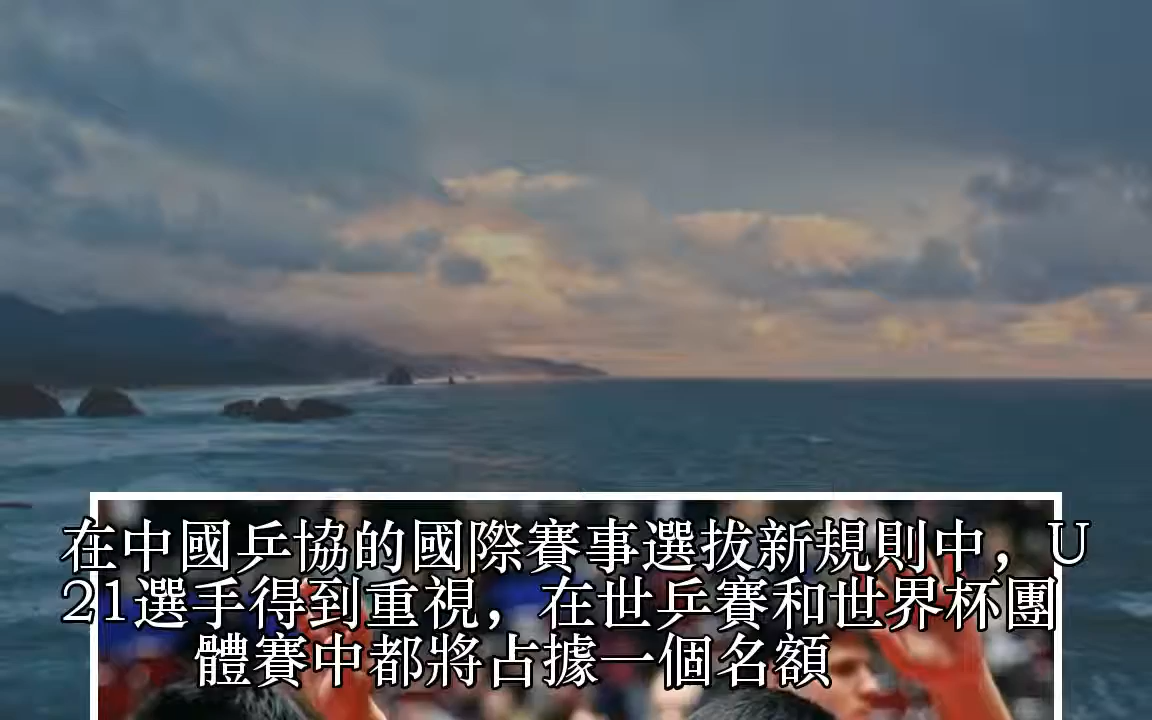 在中國乒協的國際賽事選拔新規則中，U
21選手得到重視，在世乒賽和世界杯團
體賽中都將占據一個名額